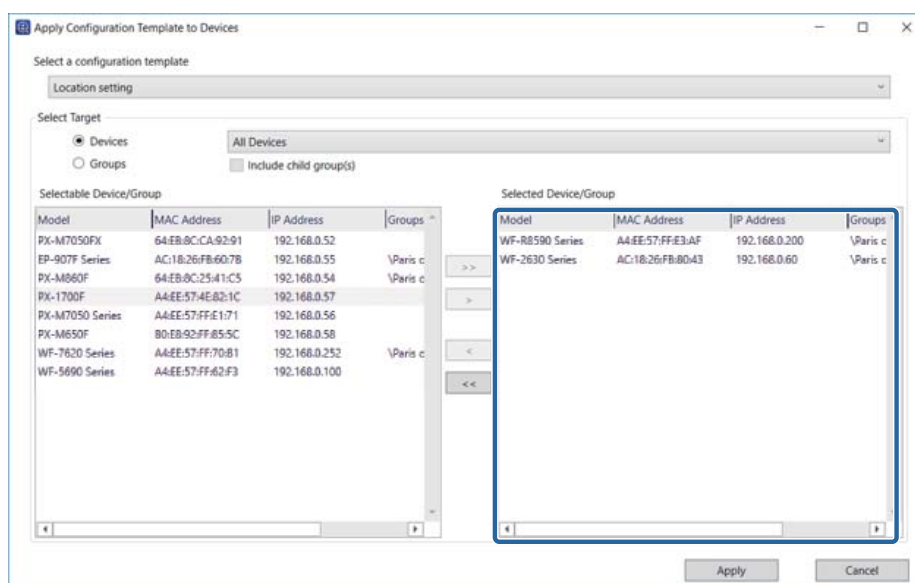 Apply Configuration Template to Devices
Select a configuration template
Location setting
Select Target
Devices
All Devices
Groups
Include child group(s)
Selectable Device/Group
Model MAC Address IP Address Groups
PX-M7050FX 64:EB:8C:CA:92:91 192.168.0.52
EP-907F Series AC:18:26:FB:60:7B 192.168.0.55 \Paris c
PX-M860F 64:EB:8C:25:41:C5 192.168.0.54 \Paris c
PX-1700F A4:EE:57:4E:82:1C 192.168.0.57
PX-M7050 Series A4:EE:57:FF:E1:71 192.168.0.56
PX-M650F B0:E8:92:FF:85:5C 192.168.0.58
WF-7620 Series A4:EE:57:FF:70:B1 192.168.0.252 \Paris c
WF-5690 Series A4:EE:57:FF:62:F3 192.168.0.100
>>
>
<
<<
Selected Device/Group
Model MAC Address IP Address Groups
WF-R8590 Series A4:EE:57:FF:E3:AF 192.168.0.200 \Paris c
WF-2630 Series AC:18:26:FB:80:43 192.168.0.60 \Paris c
Apply
Cancel